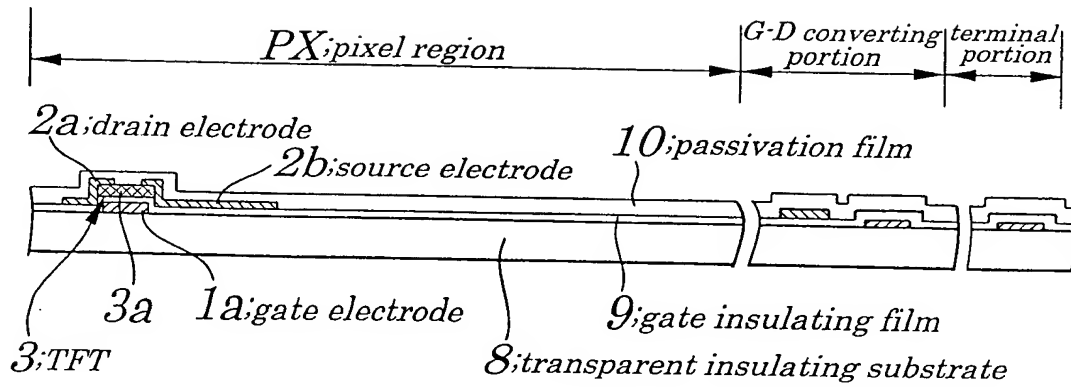 PX;pixel region
G-D converting
portion
terminal
portion
2a;drain electrode
2b;source electrode
10;passivation film
3a
1a;gate electrode
9;gate insulating film
3;TFT
8;transparent insulating substrate